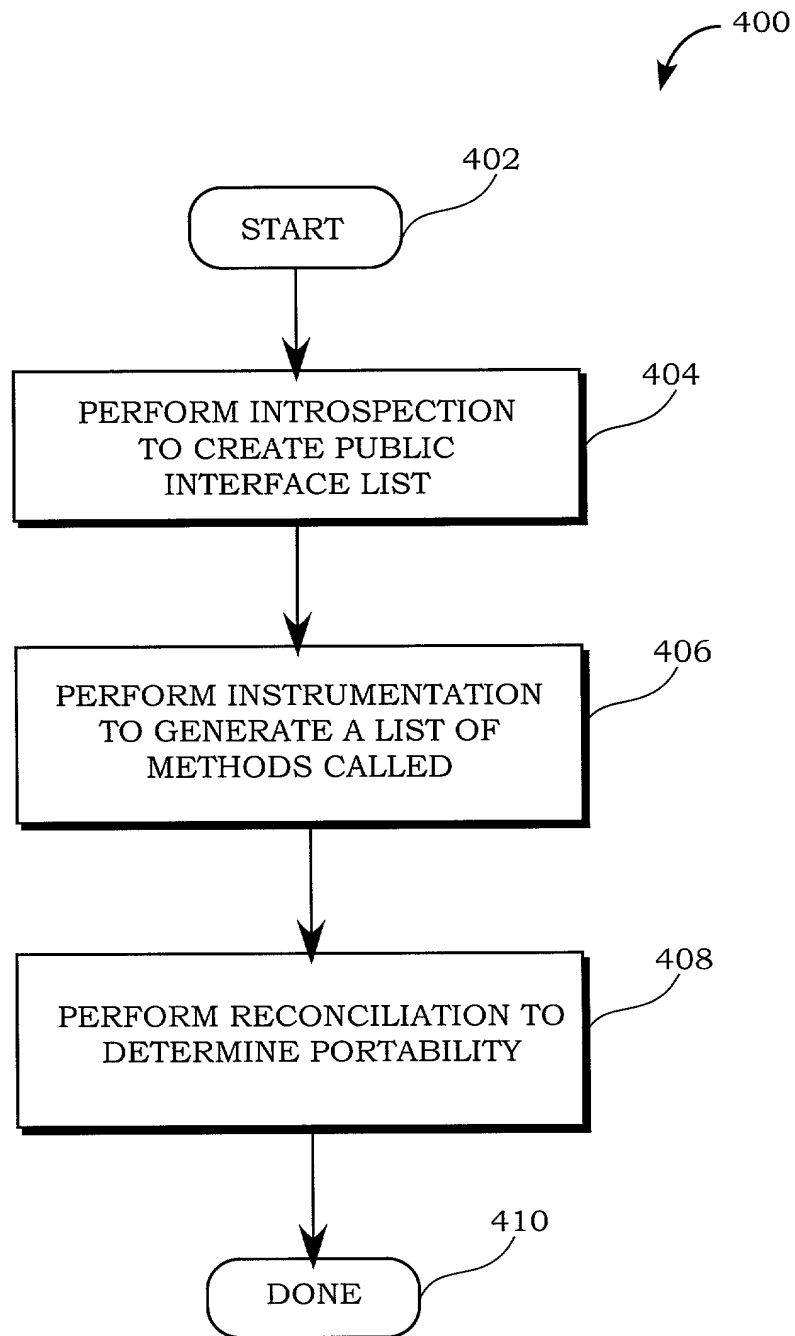 400
402
START
404
PERFORM INTROSPECTION
TO CREATE PUBLIC
INTERFACE LIST
406
PERFORM INSTRUMENTATION
TO GENERATE A LIST OF
METHODS CALLED
408
PERFORM RECONCILIATION TO
DETERMINE PORTABILITY
410
DONE